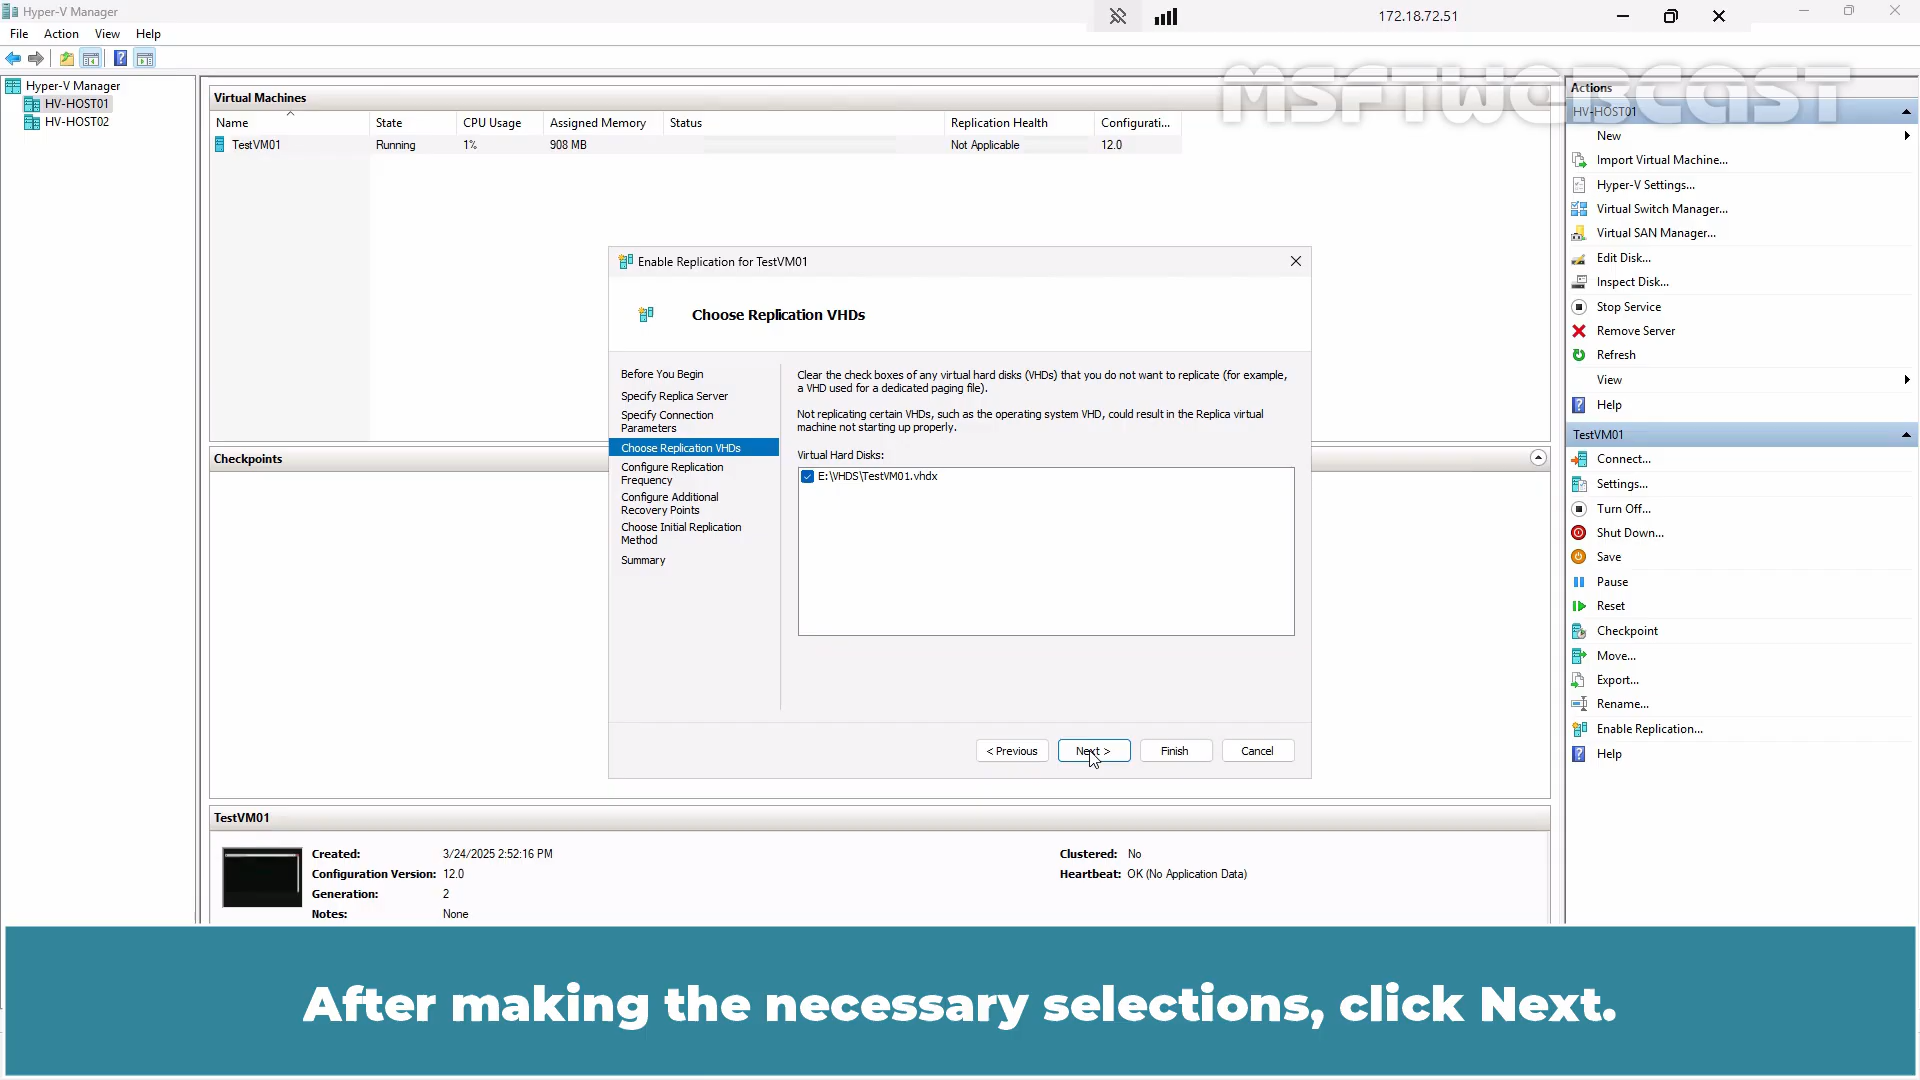 Hyper-V Manager
172.18.72.51
File Action View Help
MSFTWEBCAST
Hyper-V Manager
HV-HOST01
HV-HOST02
Virtual Machines
Name State CPU Usage Assigned Memory Status Replication Health Configurati...
TestVM01 Running 1% 908 MB Not Applicable 12.0
Enable Replication for TestVM01
Choose Replication VHDs
Before You Begin
Specify Replica Server
Specify Connection
Parameters
Choose Replication VHDs
Configure Replication
Frequency
Configure Additional
Recovery Points
Choose Initial Replication
Method
Summary
Clear the check boxes of any virtual hard disks (VHDs) that you do not want to replicate (for example,
a VHD used for a dedicated paging file).
Not replicating certain VHDs, such as the operating system VHD, could result in the Replica virtual
machine not starting up properly.
Virtual Hard Disks:
E:\VHDS\TestVM01.vhdx
< Previous Next > Finish Cancel
Checkpoints
TestVM01
Created: 3/24/2025 2:52:16 PM
Configuration Version: 12.0
Generation: 2
Notes: None
Clustered: No
Heartbeat: OK (No Application Data)
Actions
HV-HOST01
New
Import Virtual Machine...
Hyper-V Settings...
Virtual Switch Manager...
Virtual SAN Manager...
Edit Disk...
Inspect Disk...
Stop Service
Remove Server
Refresh
View
Help
TestVM01
Connect...
Settings...
Turn Off...
Shut Down...
Save
Pause
Reset
Checkpoint
Move...
Export...
Rename...
Enable Replication...
Help
After making the necessary selections, click Next.